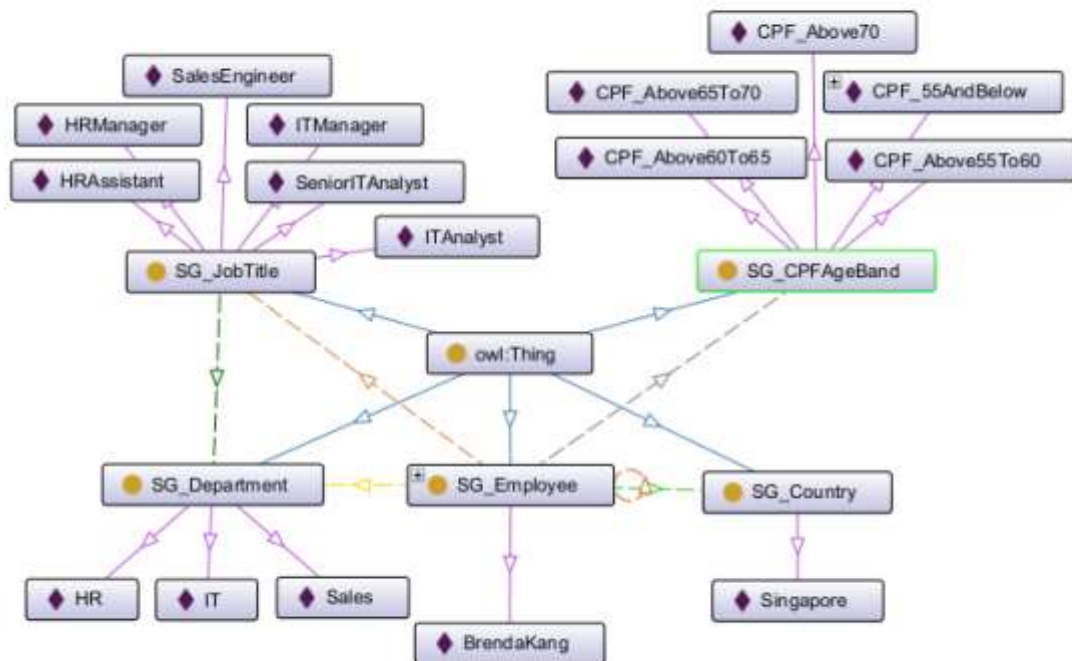 CPF_Above70
SalesEngineer
CPF_Above65To70
CPF_55AndBelow
HRManager
ITManager
CPF_Above60To65
CPF_Above55To60
HRAssistant
SeniorITAnalyst
ITAnalyst
SG_JobTitle
SG_CPFAgeBand
owl:Thing
SG_Department
SG_Employee
SG_Country
HR
IT
Sales
Singapore
BrendaKang